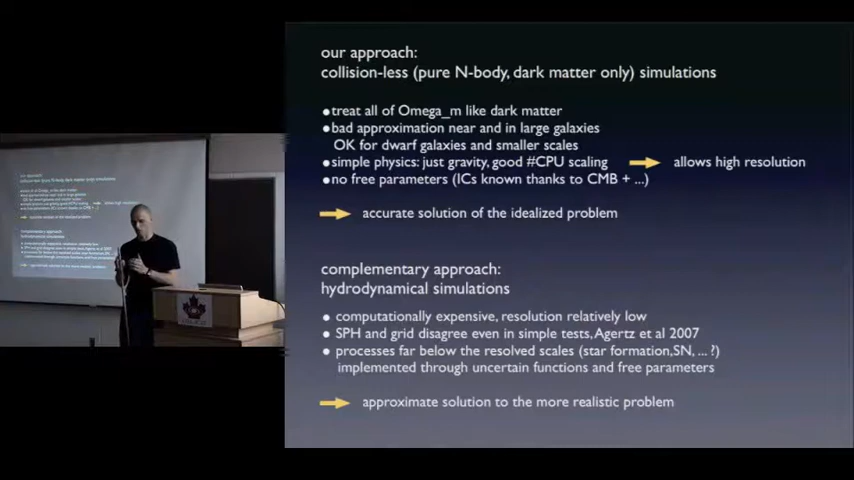 our approach:
collision-less (pure N-body, dark matter only) simulations
●treat all of Omega_m like dark matter
●bad approximation near and in large galaxies
OK for dwarf galaxies and smaller scales
●simple physics: just gravity, good #CPU scaling → allows high resolution
●no free parameters (ICs known thanks to CMB + ...)
→ accurate solution of the idealized problem
complementary approach:
hydrodynamical simulations
● computationally expensive, resolution relatively low
● SPH and grid disagree even in simple tests, Agertz et al 2007
● processes far below the resolved scales (star formation,SN, ... ?)
implemented through uncertain functions and free parameters
→ approximate solution to the more realistic problem